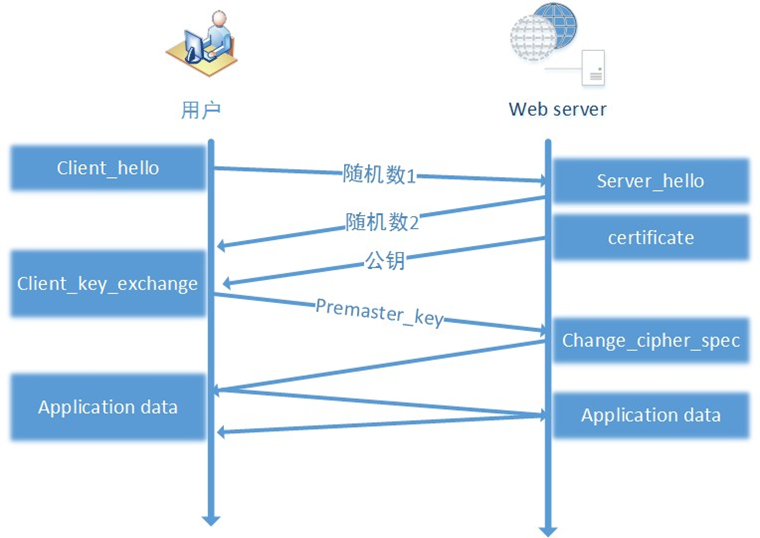 用户
Web server
Client_hello
随机数1
Server_hello
随机数2
certificate
公钥
Client_key_exchange
Premaster_key
Change_cipher_spec
Application data
Application data